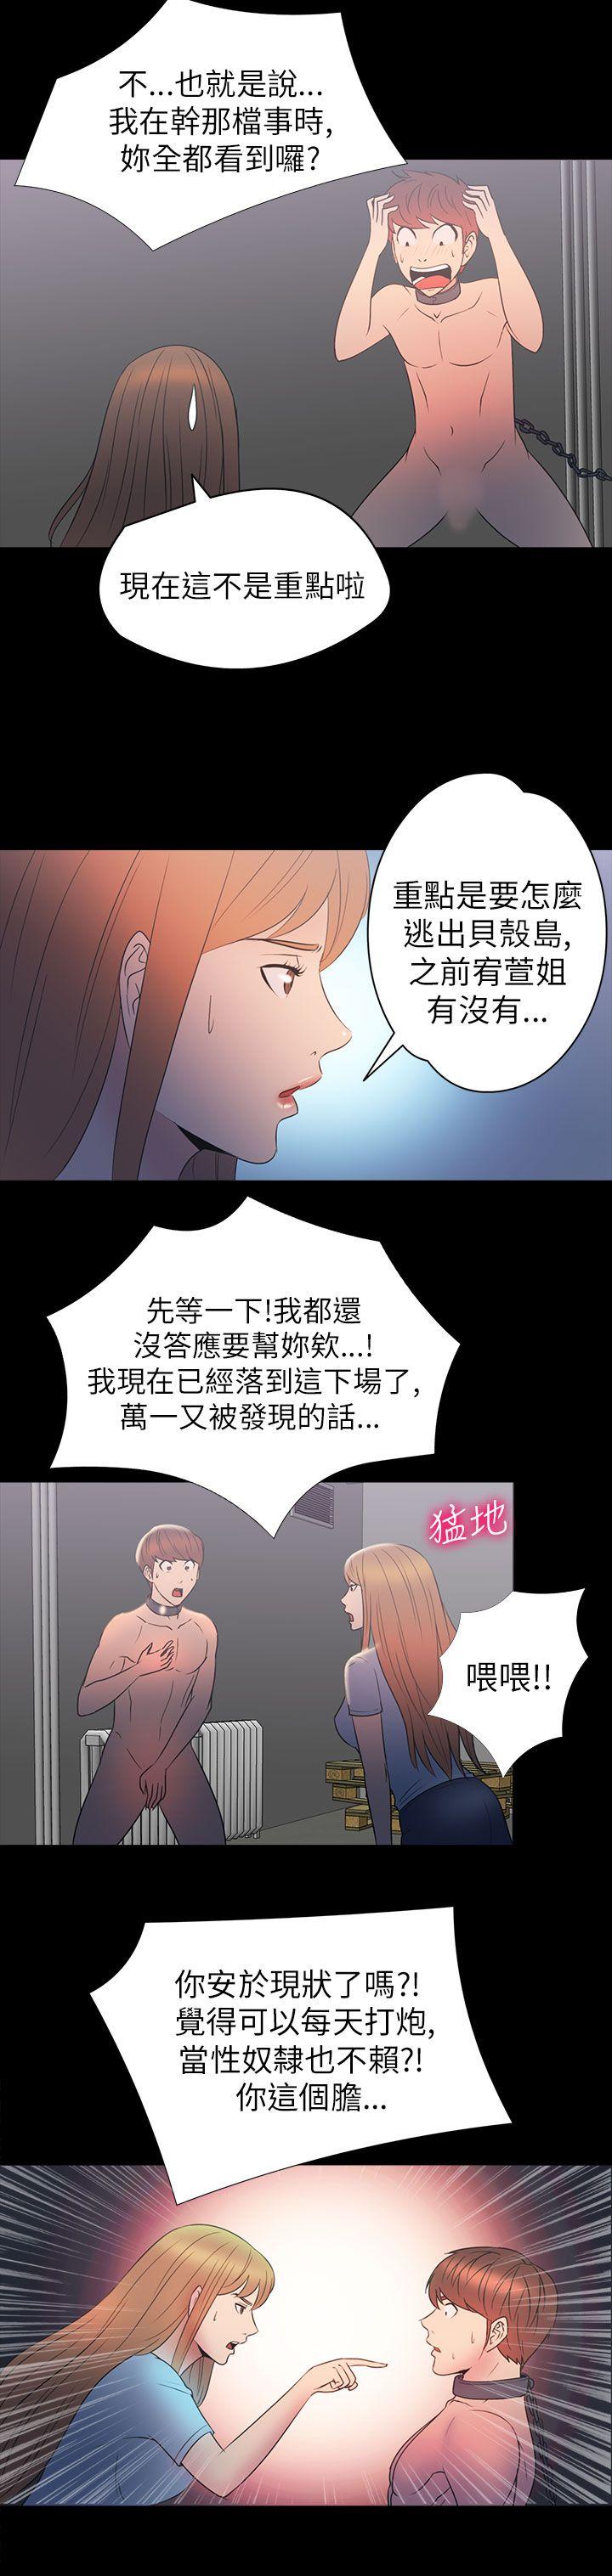 不...也就是說...
我在幹那檔事時,
妳全都看到囉?
現在這不是重點啦
重點是要怎麼
逃出貝殼島,
之前宥萱姐
有沒有...
先等一下!我都還
沒答應要幫妳欸...!
我現在已經落到這下場了,
萬一又被發現的話...
猛地
喂喂!!
你安於現狀了嗎?!
覺得可以每天打炮,
當性奴隸也不賴?!
你這個膽...